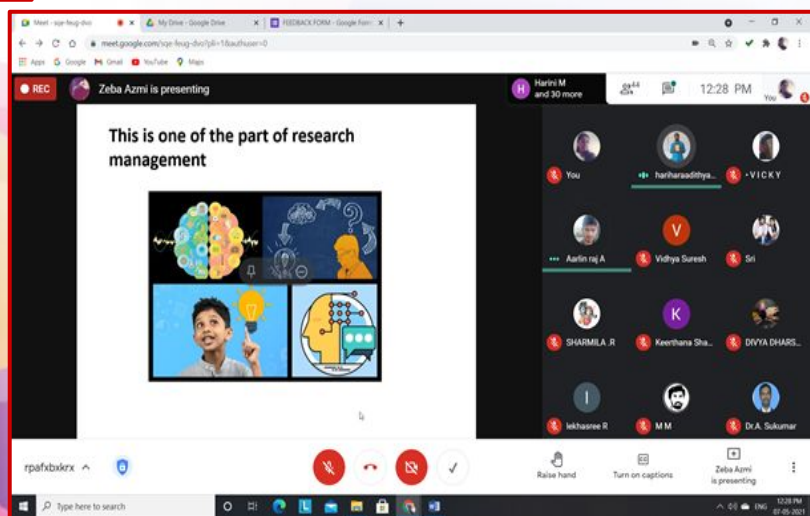 Meet - sqe-feug-dvo
My Drive - Google Drive
FEEDBACK FORM - Google Form
meet.google.com/sqe-feug-dvo?pli=1&authuser=0
Apps Google Gmail YouTube Maps
REC
Zeba Azmi is presenting
H
Harini M
and 30 more
44
12:28 PM
You
This is one of the part of research
management
You
hariharaadithya...
•VICKY
Aarlin raj A
V
Vidhya Suresh
Sri
SHARMILA .R
K
Keerthana Sha...
DIVYA DHARS...
l
lekhasree R
M M
Dr.A. Sukumar
rpafxbxkrx
Raise hand
Turn on captions
Zeba Azmi
is presenting
Type here to search
ENG
12:28 PM
07-05-2021